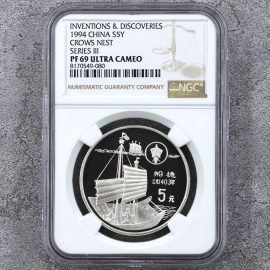 INVENTIONS & DISCOVERIES
1994 CHINA S5Y
CROWS NEST
SERIES III
PF 69 ULTRA CAMEO
8170549-080
NGC
NUMISMATIC GUARANTY COMPANY
船桅
5元